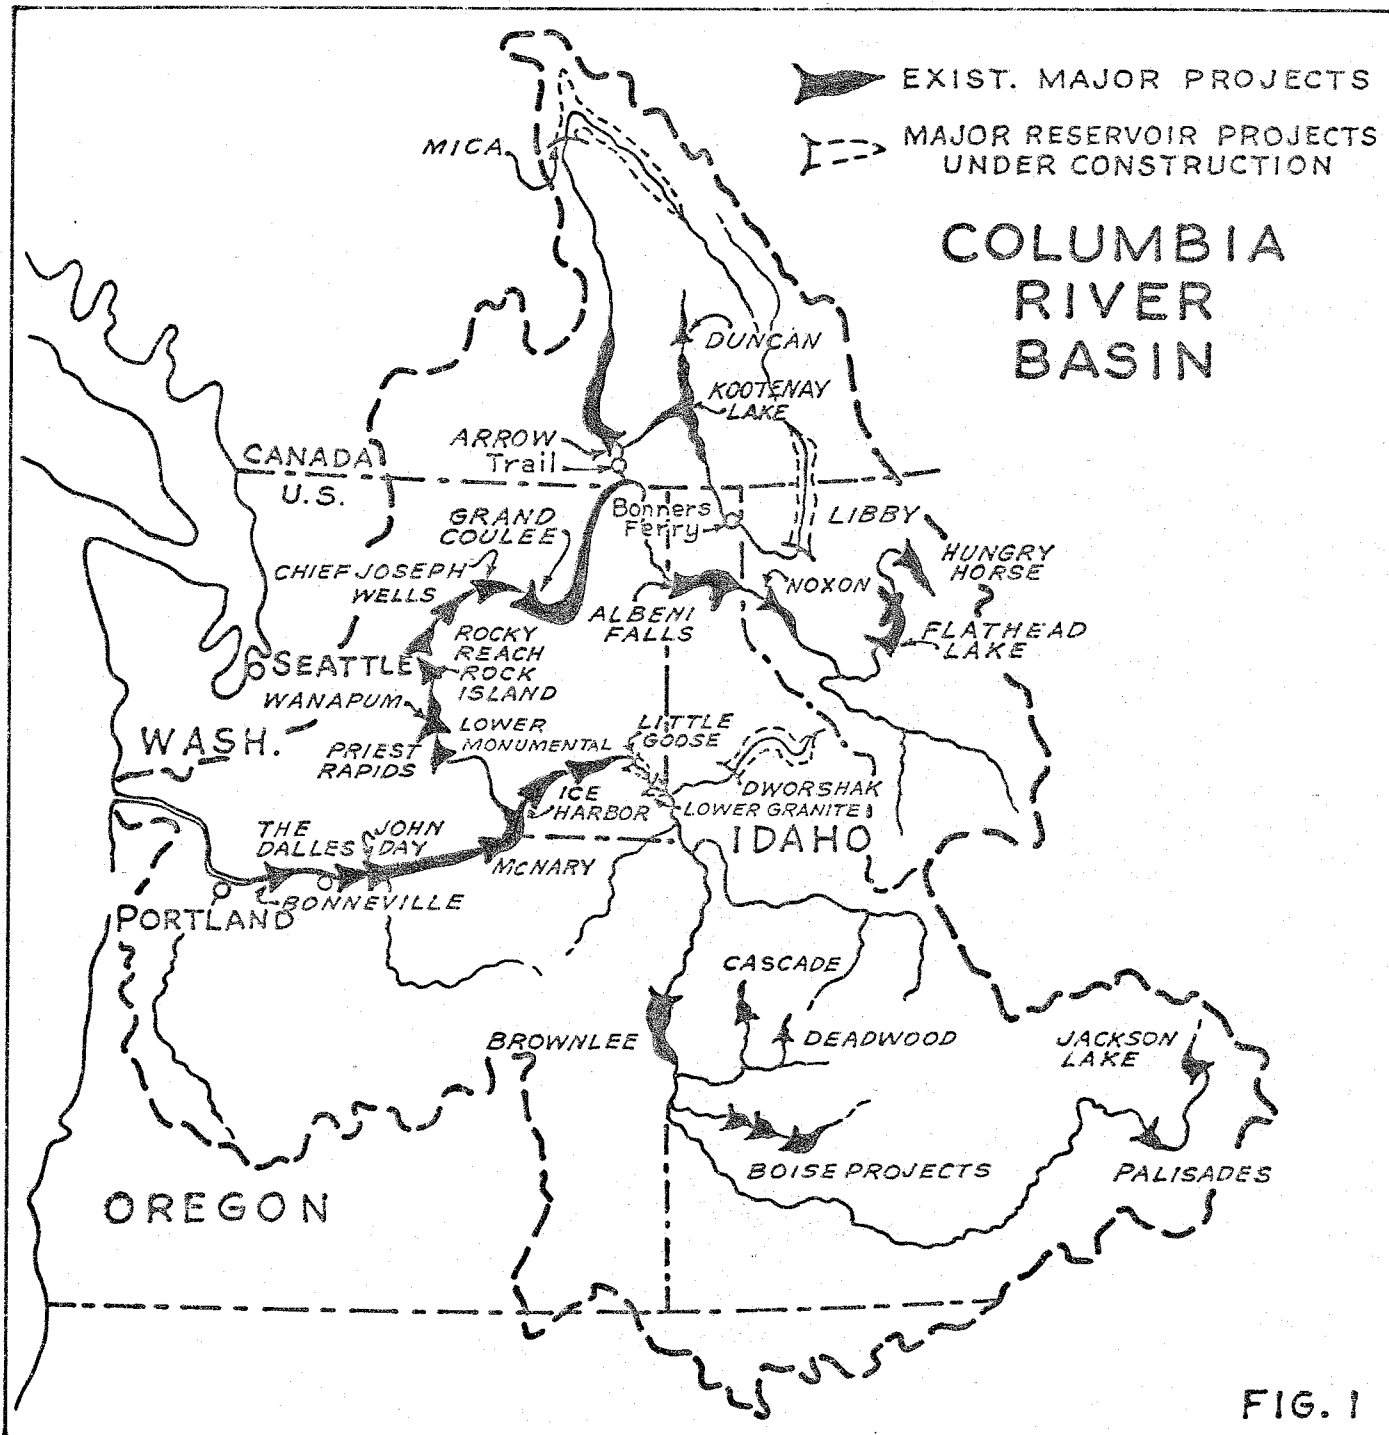 EXIST. MAJOR PROJECTS
MAJOR RESERVOIR PROJECTS
UNDER CONSTRUCTION
COLUMBIA
RIVER
BASIN
MICA
DUNCAN
KOOTENAY
LAKE
ARROW
Trail
CANADA
U.S.
GRAND
COULEE
Bonners
Ferry
LIBBY
HUNGRY
HORSE
CHIEF JOSEPH
WELLS
NOXON
ALBENI
FALLS
FLATHEAD
LAKE
ROCKY
REACH
SEATTLE
ROCK
ISLAND
WANAPUM
WASH.
LOWER
MONUMENTAL
LITTLE
GOOSE
PRIEST
RAPIDS
DWORSHAK
ICE
HARBOR
LOWER GRANITE
IDAHO
THE
DALLES
JOHN
DAY
McNARY
BONNEVILLE
PORTLAND
CASCADE
BROWNLEE
DEADWOOD
JACKSON
LAKE
BOISE PROJECTS
PALISADES
OREGON
FIG. 1